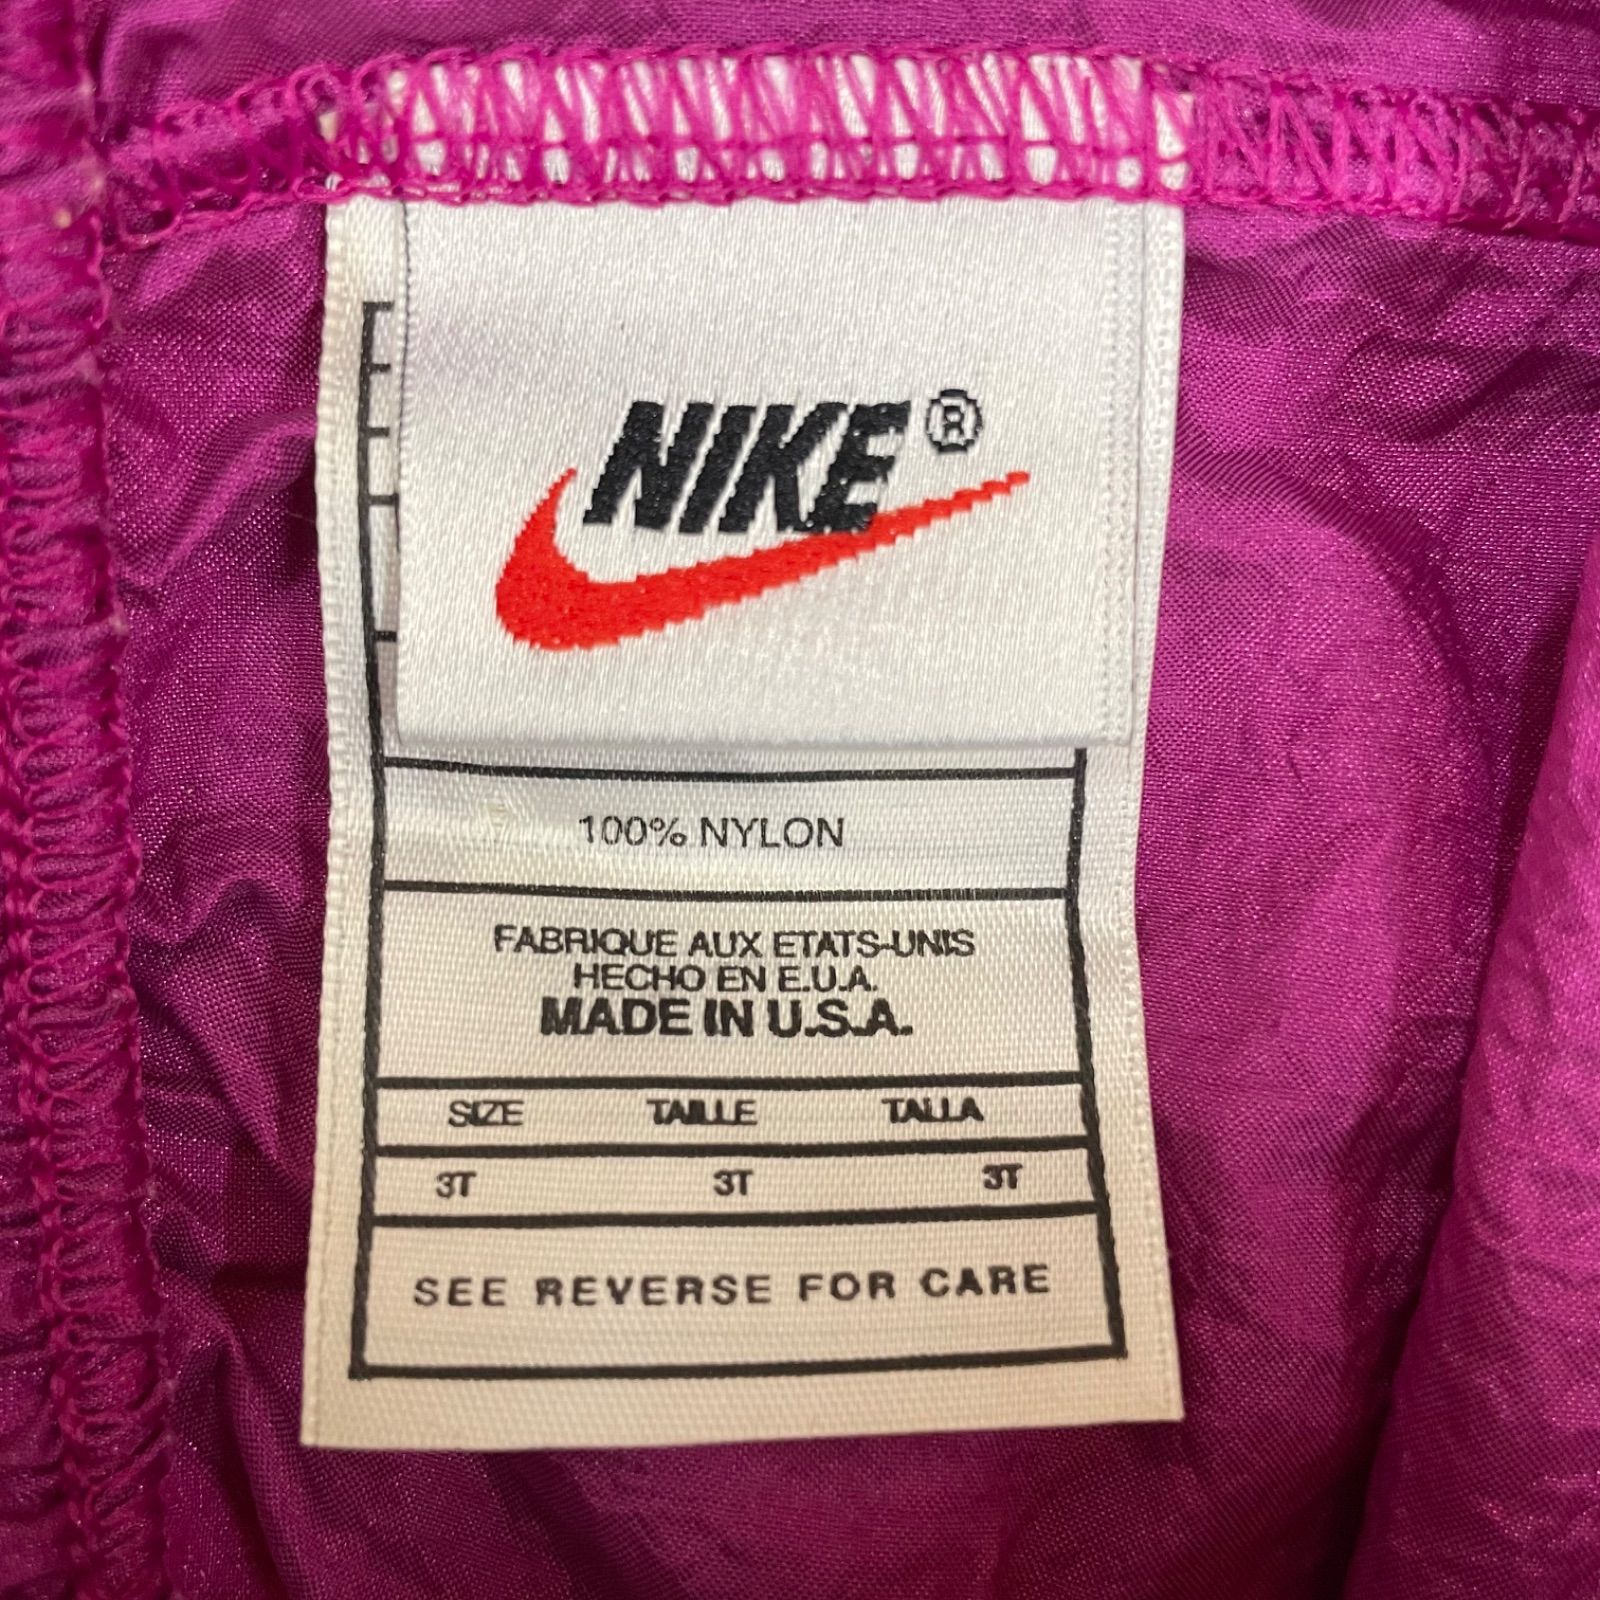 NIKE®
100% NYLON
FABRIQUE AUX ETATS-UNIS
HECHO EN E.U.A.
MADE IN U.S.A.
SIZE TAILLE TALLA
3T 3T 3T
SEE REVERSE FOR CARE